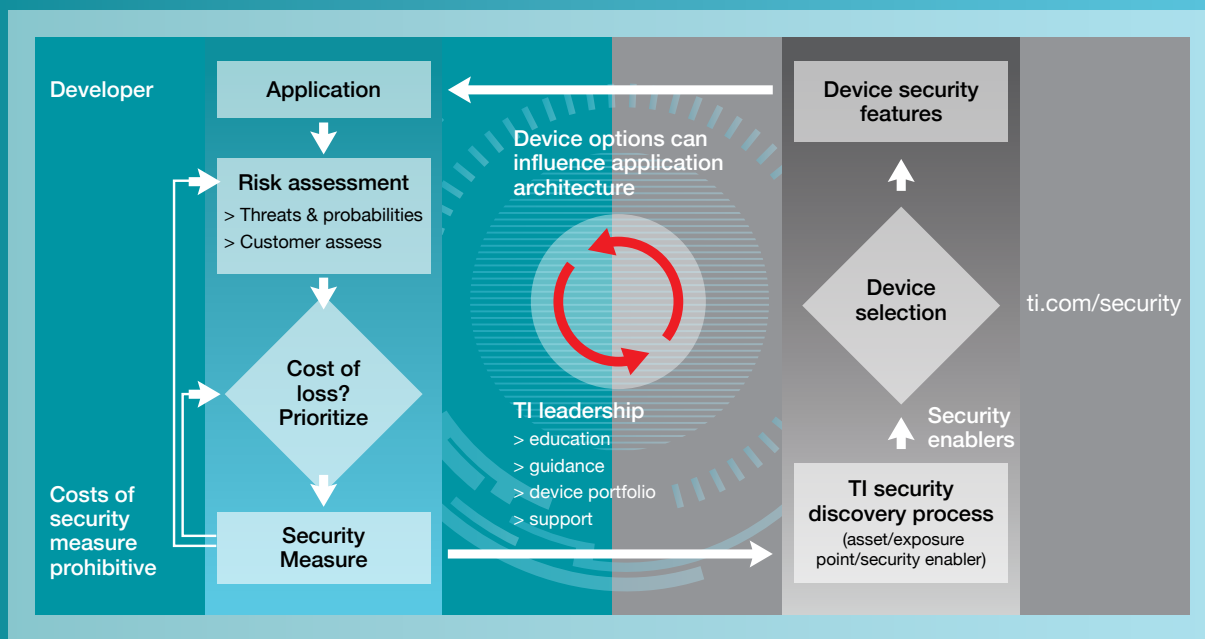 Developer
Application
Risk assessment
> Threats & probabilities
> Customer assess
Cost of
loss?
Prioritize
Costs of
security
measure
prohibitive
Security
Measure
Device options can
influence application
architecture
TI leadership
> education
> guidance
> device portfolio
> support
Device security
features
Device
selection
Security
enablers
TI security
discovery process
(asset/exposure
point/security enabler)
ti.com/security